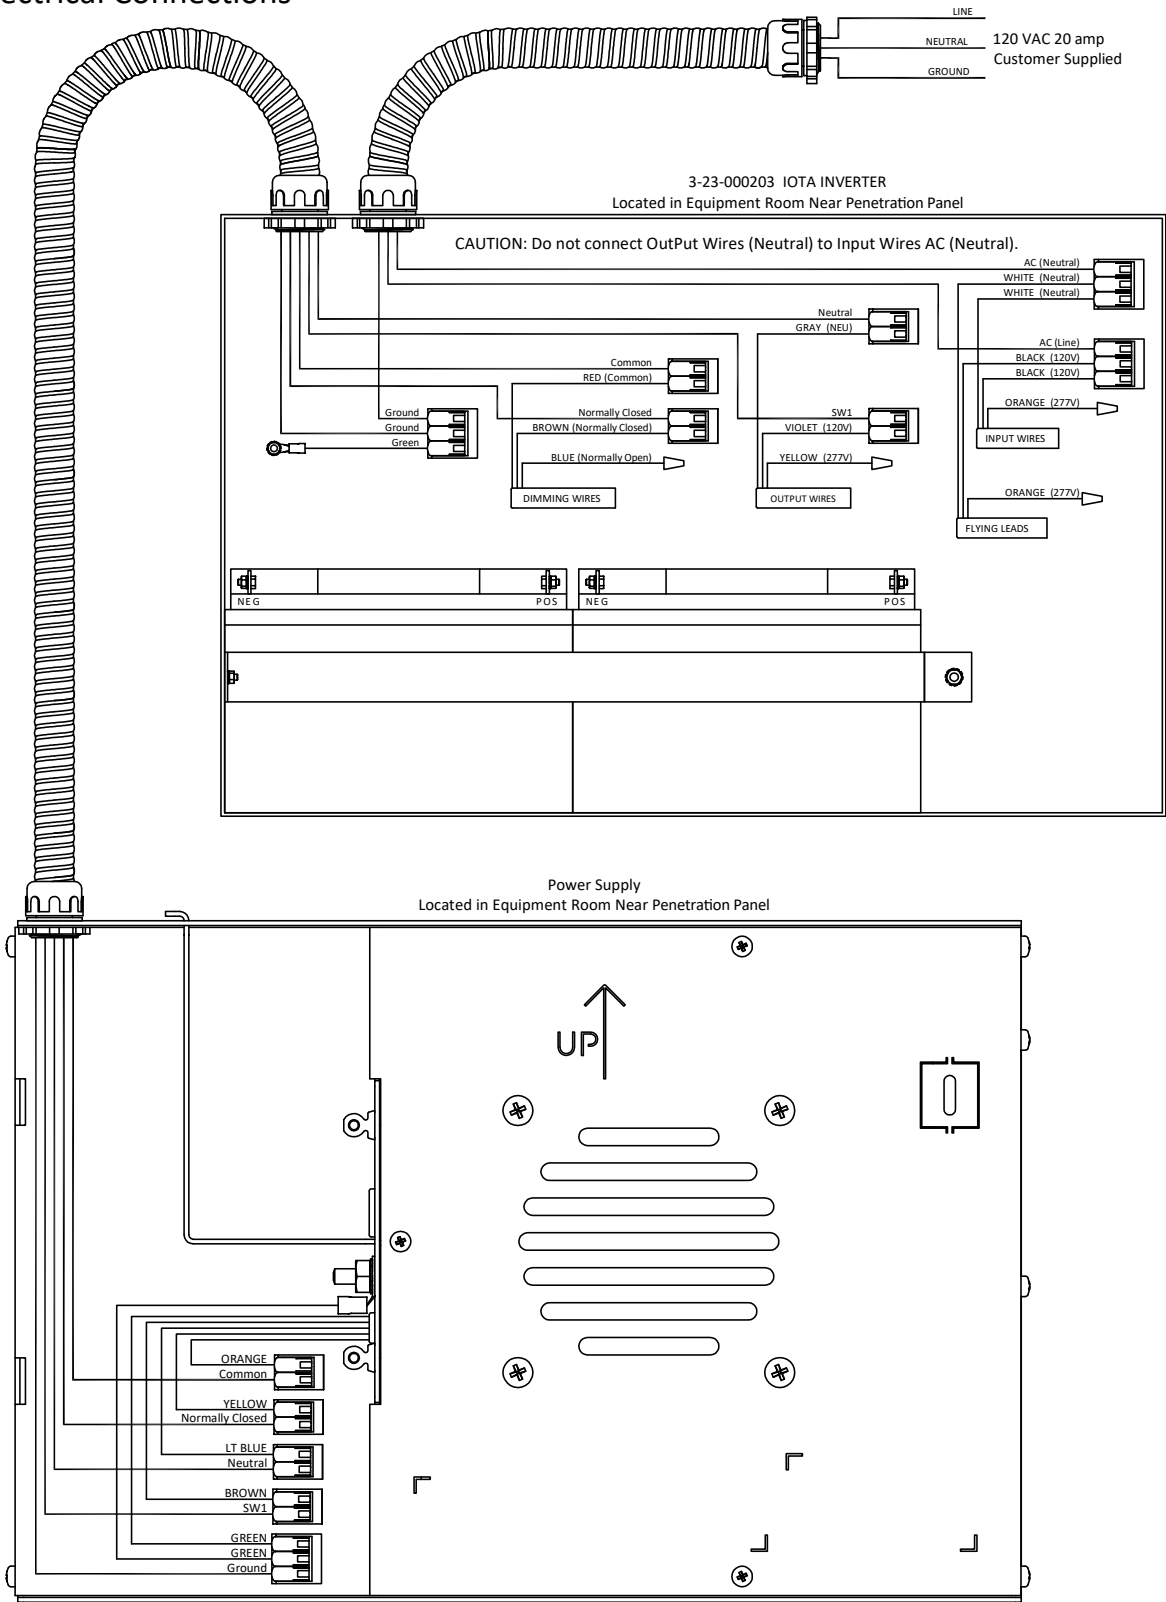 ectrical Connections
LINE
NEUTRAL
GROUND
120 VAC 20 amp
Customer Supplied
3-23-000203 IOTA INVERTER
Located in Equipment Room Near Penetration Panel
CAUTION: Do not connect OutPut Wires (Neutral) to Input Wires AC (Neutral).
AC (Neutral)
WHITE (Neutral)
WHITE (Neutral)
Neutral
GRAY (NEU)
AC (Line)
BLACK (120V)
BLACK (120V)
Common
RED (Common)
ORANGE (277V)
Ground
Ground
Green
Normally Closed
BROWN (Normally Closed)
SW1
VIOLET (120V)
INPUT WIRES
BLUE (Normally Open)
YELLOW (277V)
DIMMING WIRES
OUTPUT WIRES
ORANGE (277V)
FLYING LEADS
NEG
POS
NEG
POS
Power Supply
Located in Equipment Room Near Penetration Panel
UP
ORANGE
Common
YELLOW
Normally Closed
LT BLUE
Neutral
BROWN
SW1
GREEN
GREEN
Ground